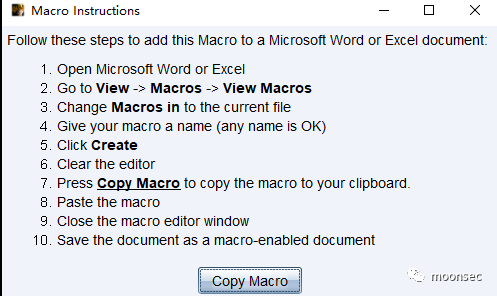 Macro Instructions
Follow these steps to add this Macro to a Microsoft Word or Excel document:
1. Open Microsoft Word or Excel
2. Go to View -> Macros -> View Macros
3. Change Macros in to the current file
4. Give your macro a name (any name is OK)
5. Click Create
6. Clear the editor
7. Press Copy Macro to copy the macro to your clipboard.
8. Paste the macro
9. Close the macro editor window
10. Save the document as a macro-enabled document
Copy Macro
moonsec